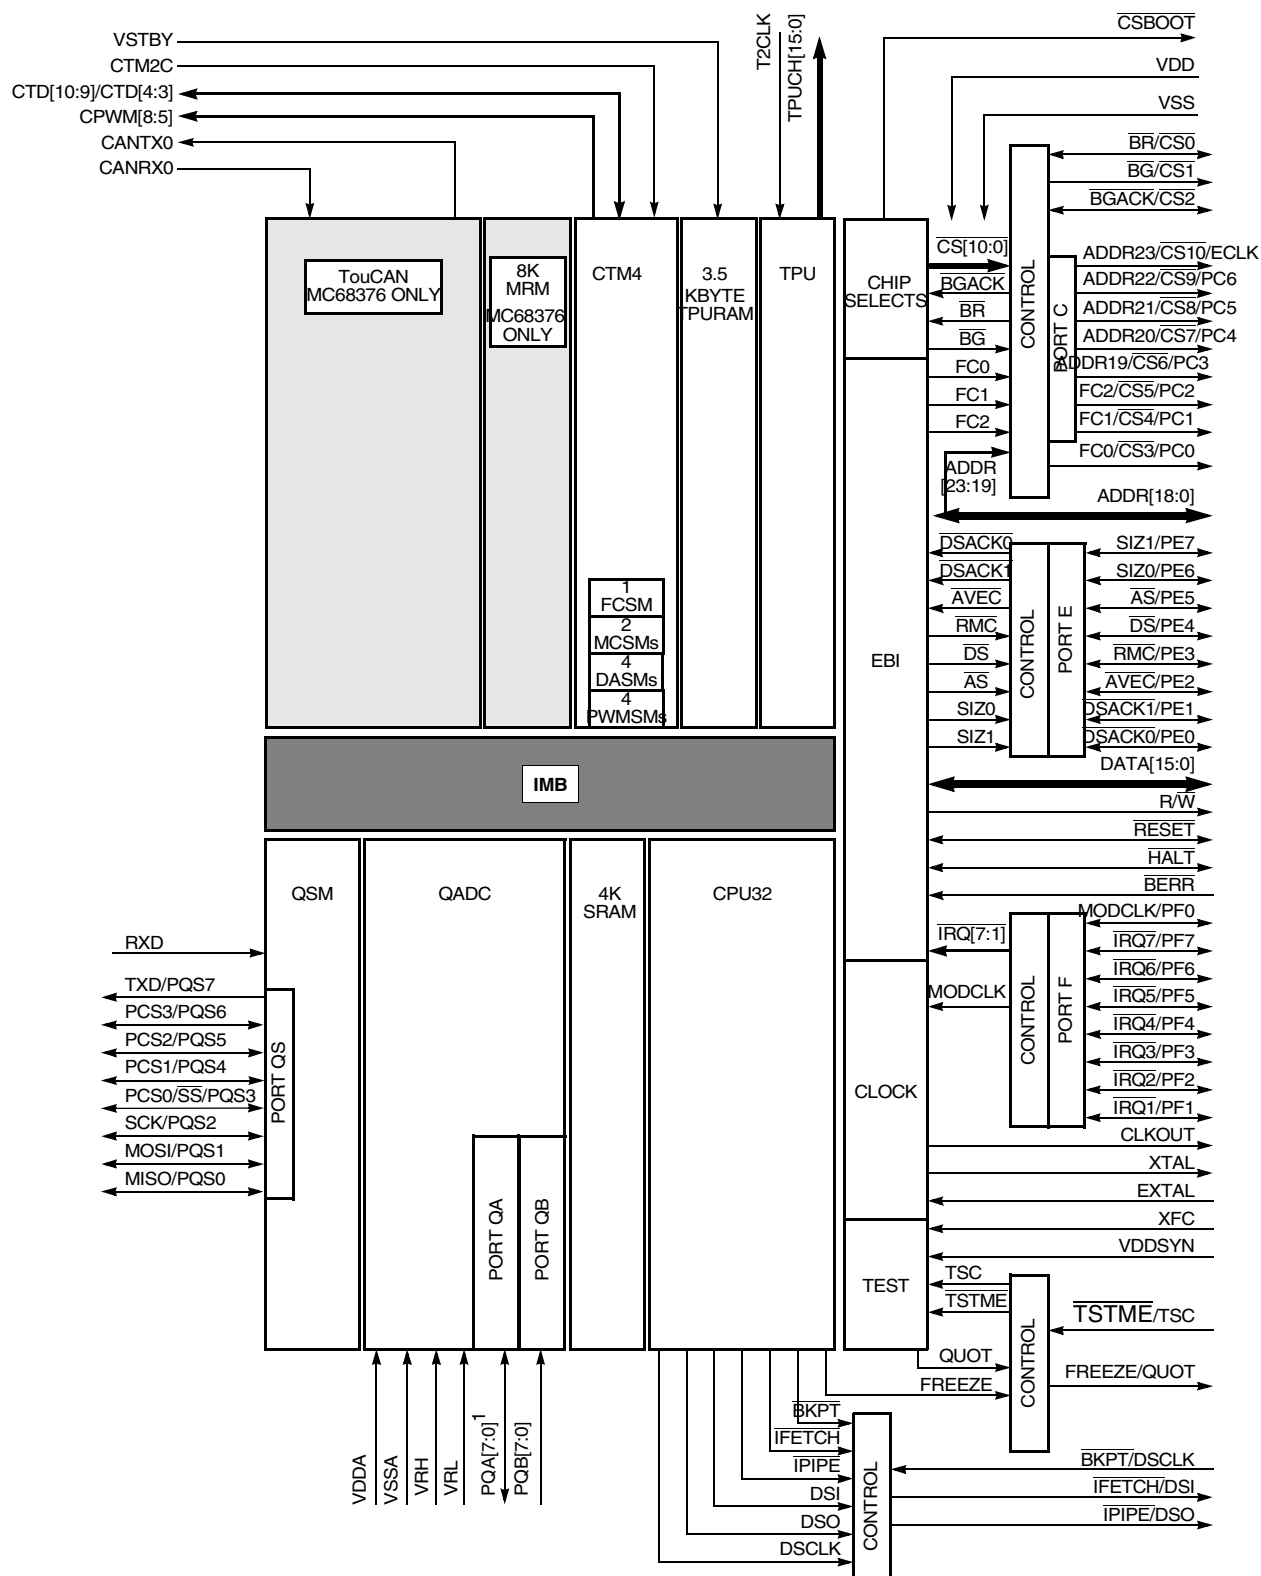 VSTBY
CTM2C
CTD[10:9]/CTD[4:3]
CPWM[8:5]
CANTX0
CANRX0
T2CLK
TPUCH[15:0]
CSBOOT
VDD
VSS
BR/CS0
BG/CS1
BGACK/CS2
TouCAN
MC68376 ONLY
8K
MRM
MC68376
ONLY
CTM4
3.5
KBYTE
TPURAM
TPU
CHIP
SELECTS
CS[10:0]
BGACK
BR
BG
FC0
FC1
FC2
ADDR
[23:19]
CONTROL
PORT C
ADDR23/CS10/ECLK
ADDR22/CS9/PC6
ADDR21/CS8/PC5
ADDR20/CS7/PC4
ADDR19/CS6/PC3
FC2/CS5/PC2
FC1/CS4/PC1
FC0/CS3/PC0
ADDR[18:0]
1
FCSM
2
MCSMs
4
DASMs
4
PWMSMs
EBI
DSACK0
DSACK1
AVEC
RMC
DS
AS
SIZ0
SIZ1
CONTROL
PORT E
SIZ1/PE7
SIZ0/PE6
AS/PE5
DS/PE4
RMC/PE3
AVEC/PE2
DSACK1/PE1
DSACK0/PE0
DATA[15:0]
IMB
R/W
RESET
HALT
BERR
QSM
QADC
4K
SRAM
CPU32
IRQ[7:1]
MODCLK
CONTROL
PORT F
MODCLK/PF0
IRQ7/PF7
IRQ6/PF6
IRQ5/PF5
IRQ4/PF4
IRQ3/PF3
IRQ2/PF2
IRQ1/PF1
RXD
TXD/PQS7
PCS3/PQS6
PCS2/PQS5
PCS1/PQS4
PCS0/SS/PQS3
SCK/PQS2
MOSI/PQS1
MISO/PQS0
PORT QS
CLOCK
CLKOUT
XTAL
EXTAL
XFC
VDDSYN
PORT QA
PORT QB
TEST
TSC
TSTME
QUOT
FREEZE
CONTROL
TSTME/TSC
FREEZE/QUOT
VDDA
VSSA
VRH
VRL
PQA[7:0]1
PQB[7:0]
BKPT
IFETCH
IPIPE
DSI
DSO
DSCLK
CONTROL
BKPT/DSCLK
IFETCH/DSI
IPIPE/DSO